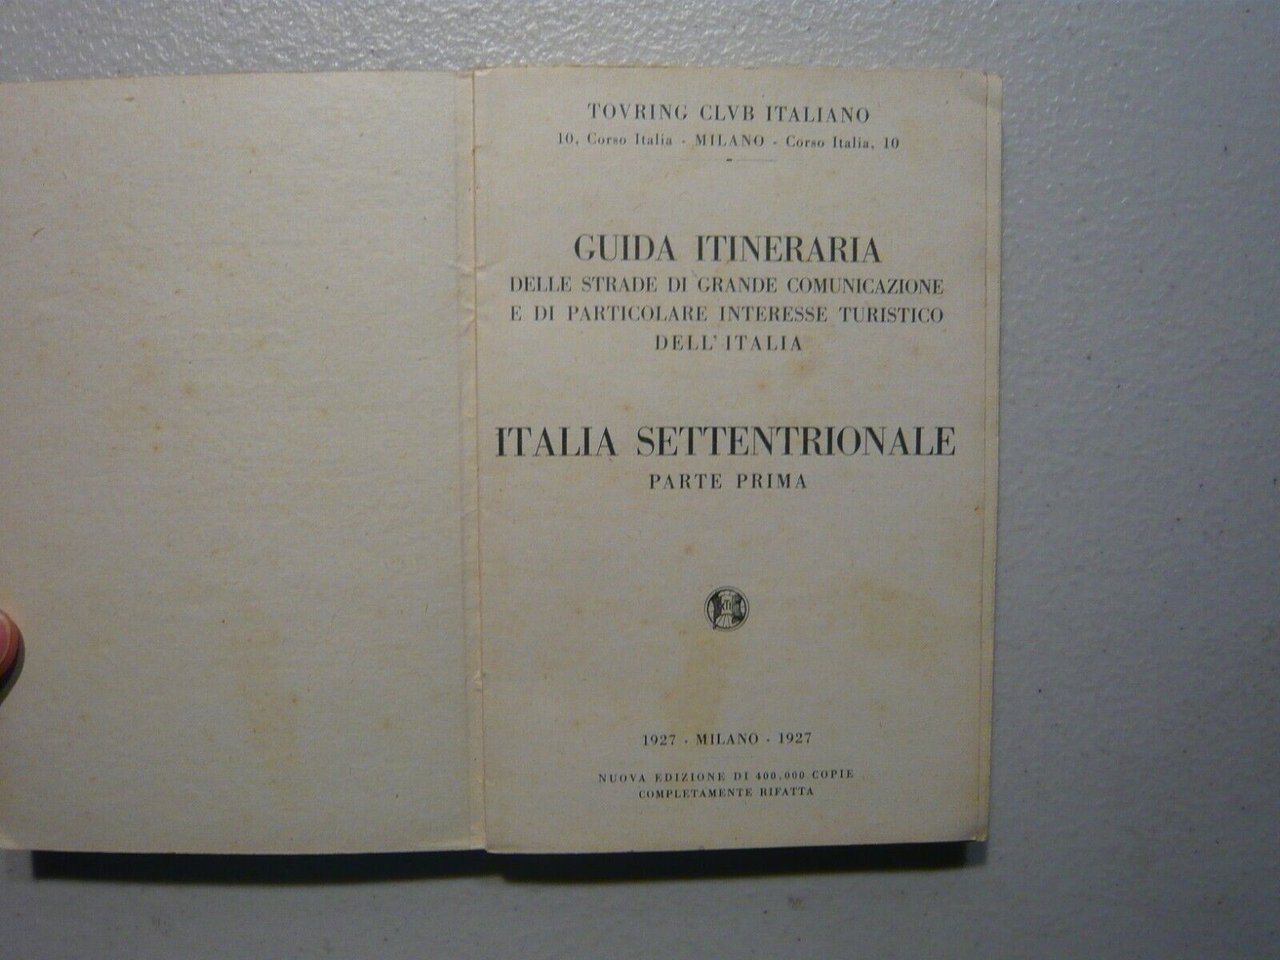 TOVRING CLVB ITALIANO
10, Corso Italia - MILANO - Corso Italia, 10
GUIDA ITINERARIA
DELLE STRADE DI GRANDE COMUNICAZIONE
E DI PARTICOLARE INTERESSE TURISTICO
DELL'ITALIA
ITALIA SETTENTRIONALE
PARTE PRIMA
1927 - MILANO - 1927
NUOVA EDIZIONE DI 400.000 COPIE
COMPLETAMENTE RIFATTA